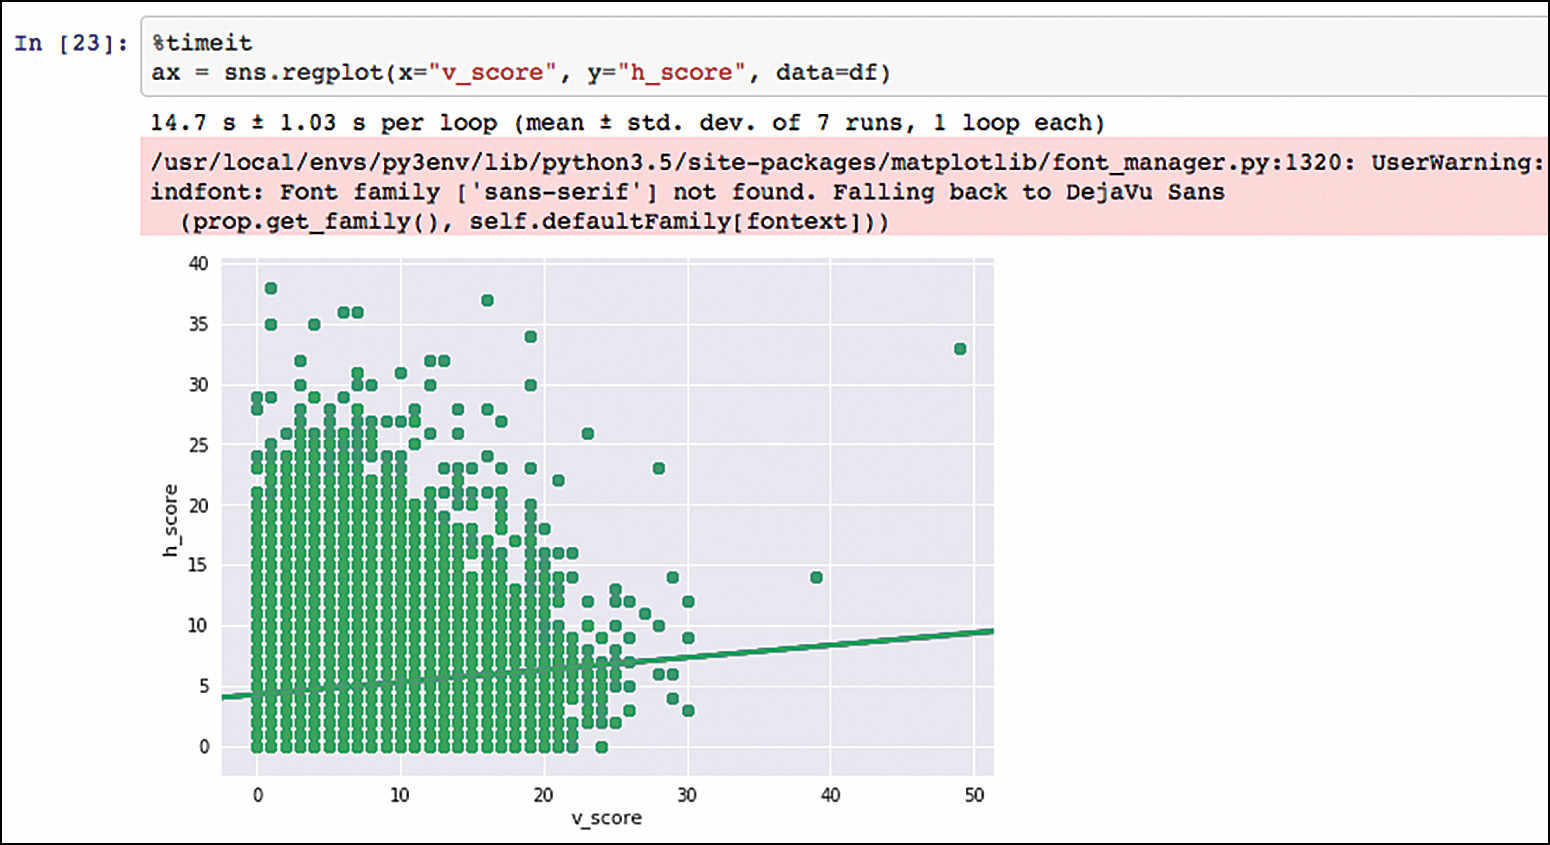 In [23]:
%timeit
ax = sns.regplot(x="v_score", y="h_score", data=df)
14.7 s ± 1.03 s per loop (mean ± std. dev. of 7 runs, 1 loop each)
/usr/local/envs/py3env/lib/python3.5/site-packages/matplotlib/font_manager.py:1320: UserWarning:
indfont: Font family ['sans-serif'] not found. Falling back to DejaVu Sans
(prop.get_family(), self.defaultFamily[fontext]))
40
35
30
25
20
15
10
5
0
h_score
0 10 20 30 40 50
v_score